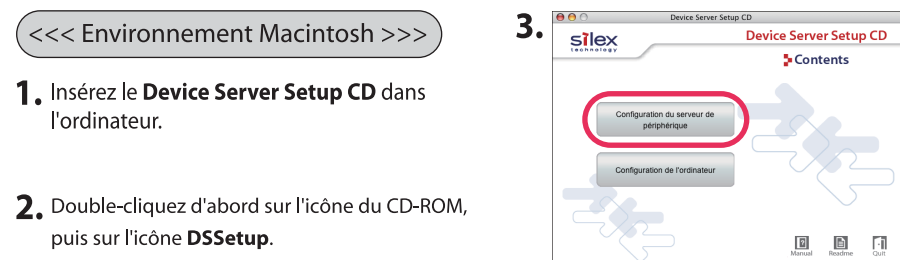 <<< Environnement Macintosh >>>
1. Insérez le Device Server Setup CD dans
l'ordinateur.
2. Double-cliquez d'abord sur l'icône du CD-ROM,
puis sur l'icône DSSetup.
3.
Device Server Setup CD
silex
technology
Device Server Setup CD
Contents
Configuration du serveur de
périphérique
Configuration de l'ordinateur
Manual
Readme
Quit